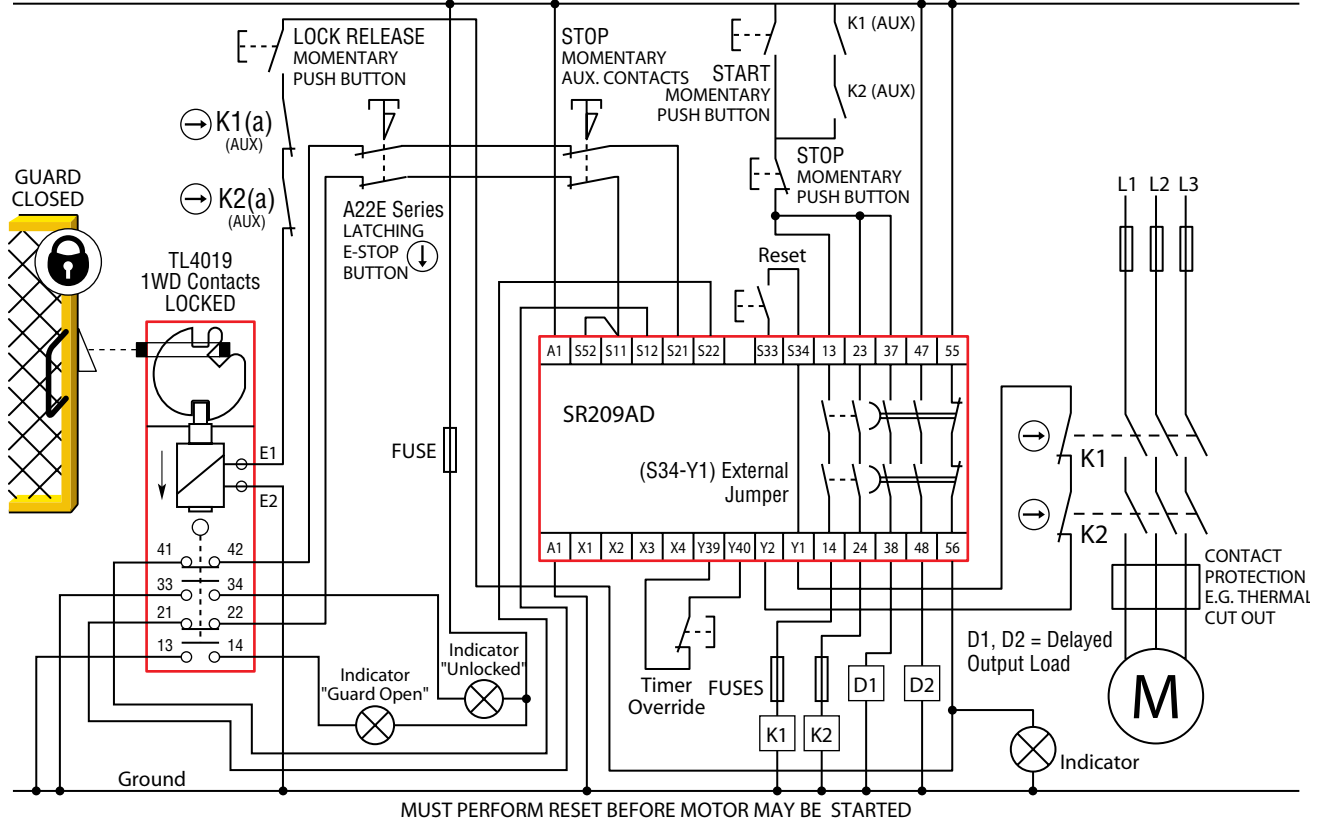 LOCK RELEASE
MOMENTARY
PUSH BUTTON
STOP
MOMENTARY
AUX. CONTACTS
START
MOMENTARY
PUSH BUTTON
K1 (AUX)
K2 (AUX)
K1(a)
(AUX)
K2(a)
(AUX)
STOP
MOMENTARY
PUSH BUTTON
GUARD
CLOSED
TL4019
1WD Contacts
LOCKED
A22E Series
LATCHING
E-STOP
BUTTON
Reset
L1 L2 L3
A1 S52 S11 S12 S21 S22 S33 S34 13 23 37 47 55
SR209AD
(S34-Y1) External
Jumper
A1 X1 X2 X3 X4 Y39 Y40 Y2 Y1 14 24 38 48 56
FUSE
E1
E2
41 42
33 34
21 22
13 14
K1
K2
CONTACT
PROTECTION
E.G. THERMAL
CUT OUT
Indicator
"Unlocked"
Indicator
"Guard Open"
Timer
Override
FUSES
D1 D2
K1 K2
D1, D2 = Delayed
Output Load
M
Indicator
Ground
MUST PERFORM RESET BEFORE MOTOR MAY BE STARTED